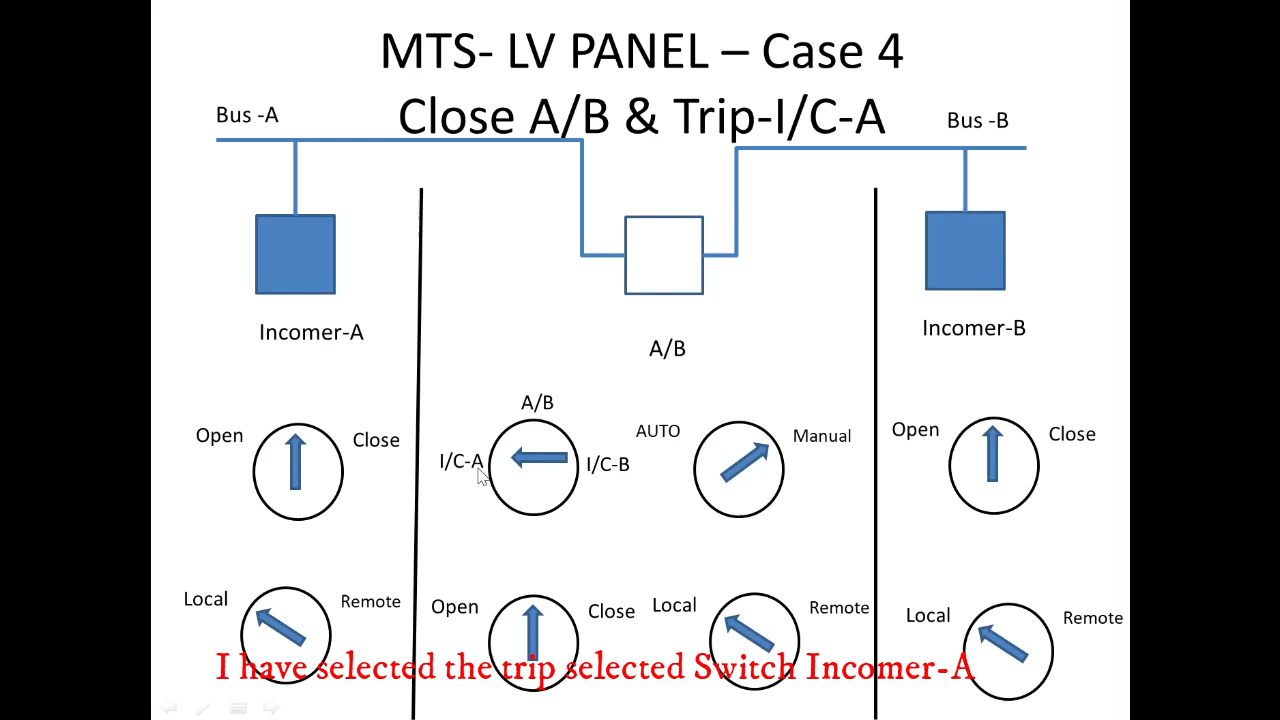 MTS- LV PANEL – Case 4
Close A/B & Trip-I/C-A
Bus -A
Bus -B
Incomer-A
A/B
Incomer-B
A/B
Open
Close
I/C-A
I/C-B
AUTO
Manual
Open
Close
Local
Remote
Open
Close
Local
Remote
Local
Remote
I have selected the trip selected Switch Incomer-A